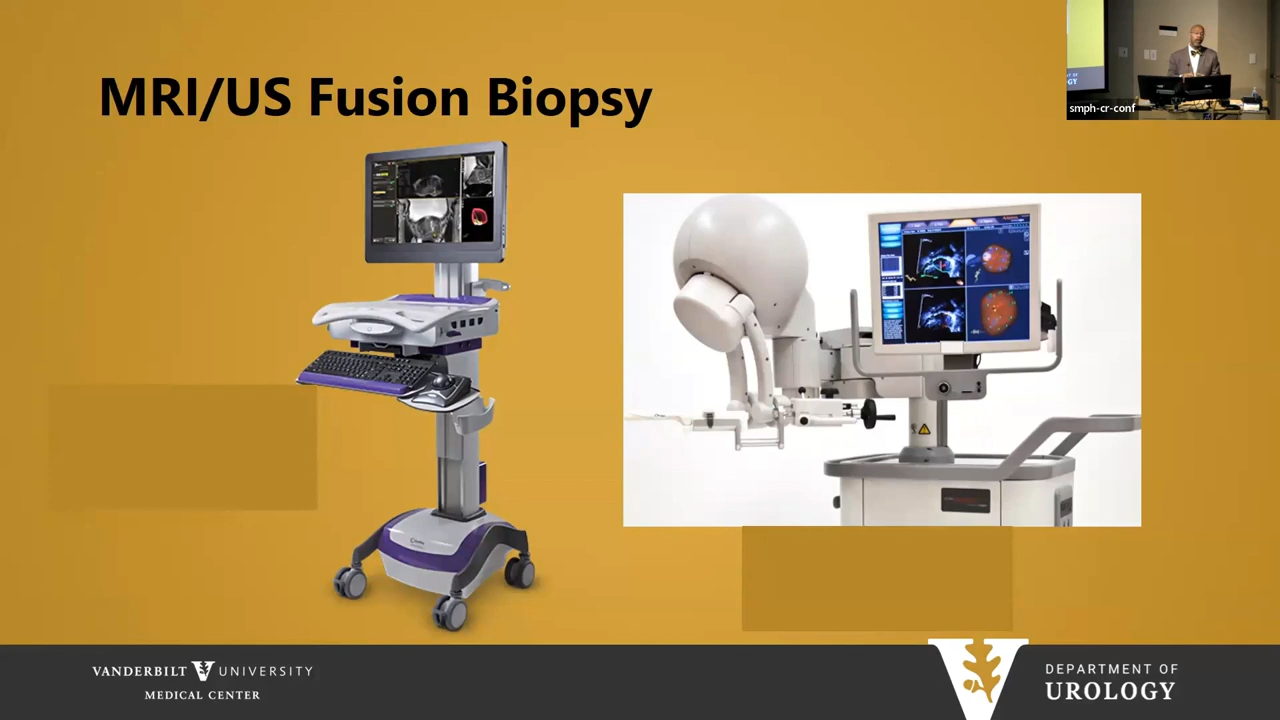 MRI/US Fusion Biopsy
smph-cr-conf
VANDERBILT UNIVERSITY
MEDICAL CENTER
DEPARTMENT OF
UROLOGY